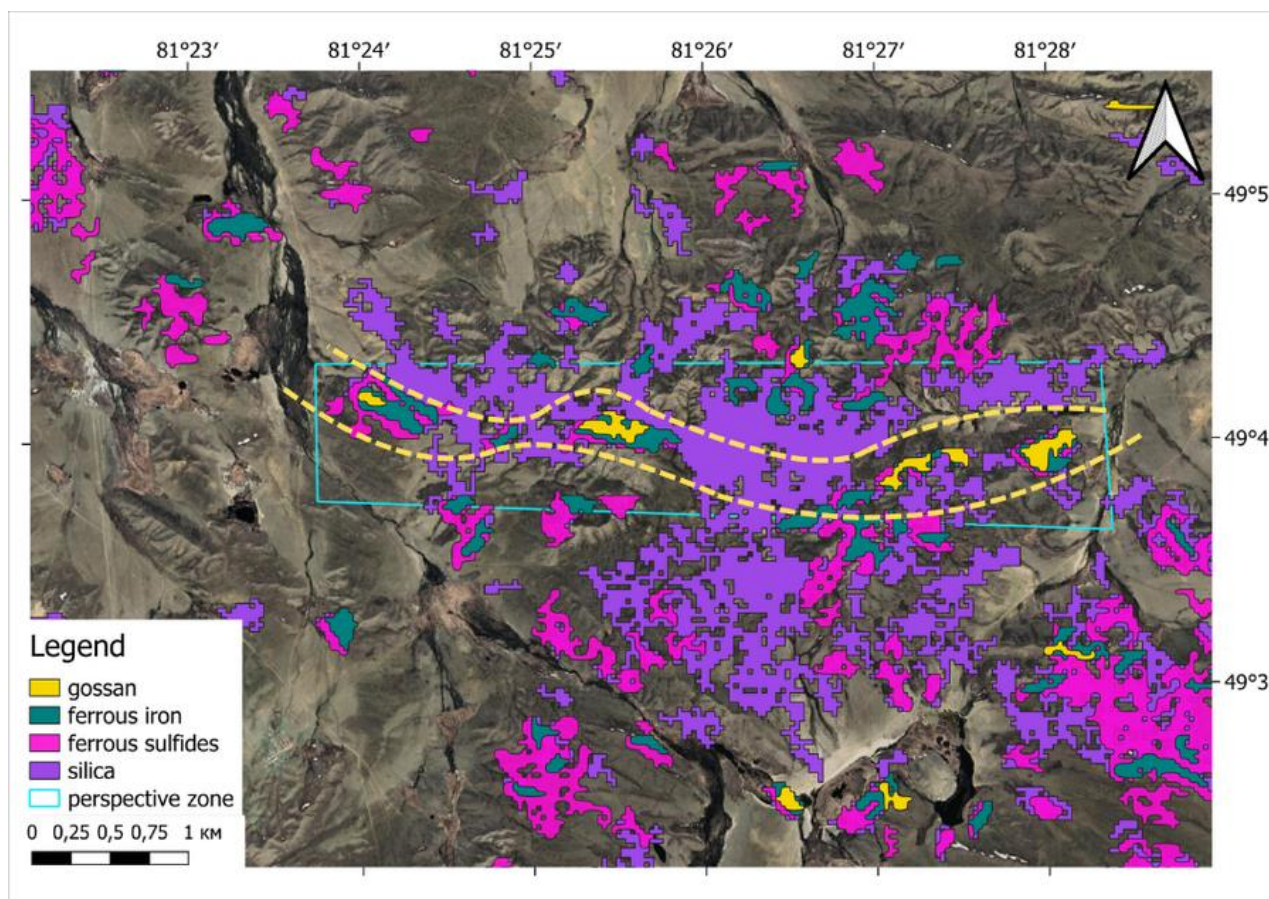 81°23′ 81°24′ 81°25′ 81°26′ 81°27′ 81°28′
49°5
49°4
49°3
Legend
gossan
ferrous iron
ferrous sulfides
silica
perspective zone
0 0,25 0,5 0,75 1 км